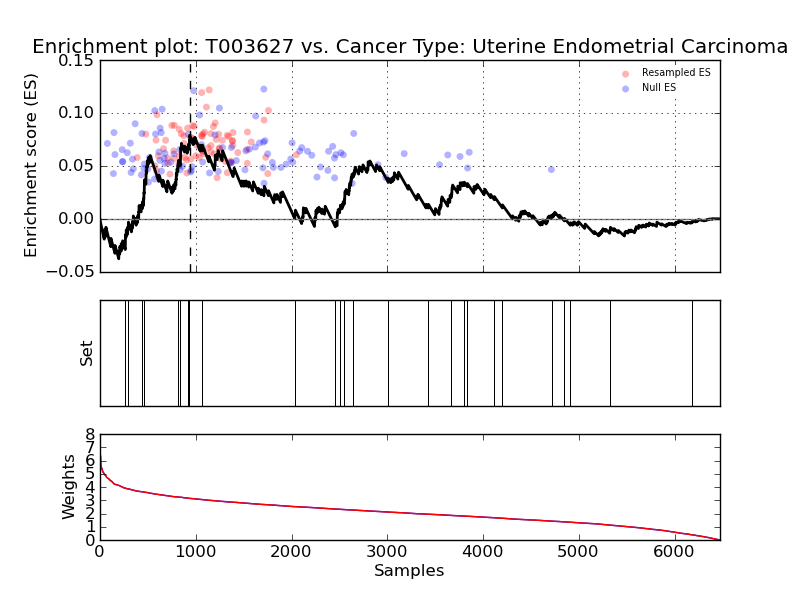 Enrichment plot: T003627 vs. Cancer Type: Uterine Endometrial Carcinoma
0.15
0.10
0.05
0.00
−0.05
Enrichment score (ES)
Resampled ES
Null ES
Set
8
7
6
5
4
3
2
1
0
Weights
0 1000 2000 3000 4000 5000 6000
Samples